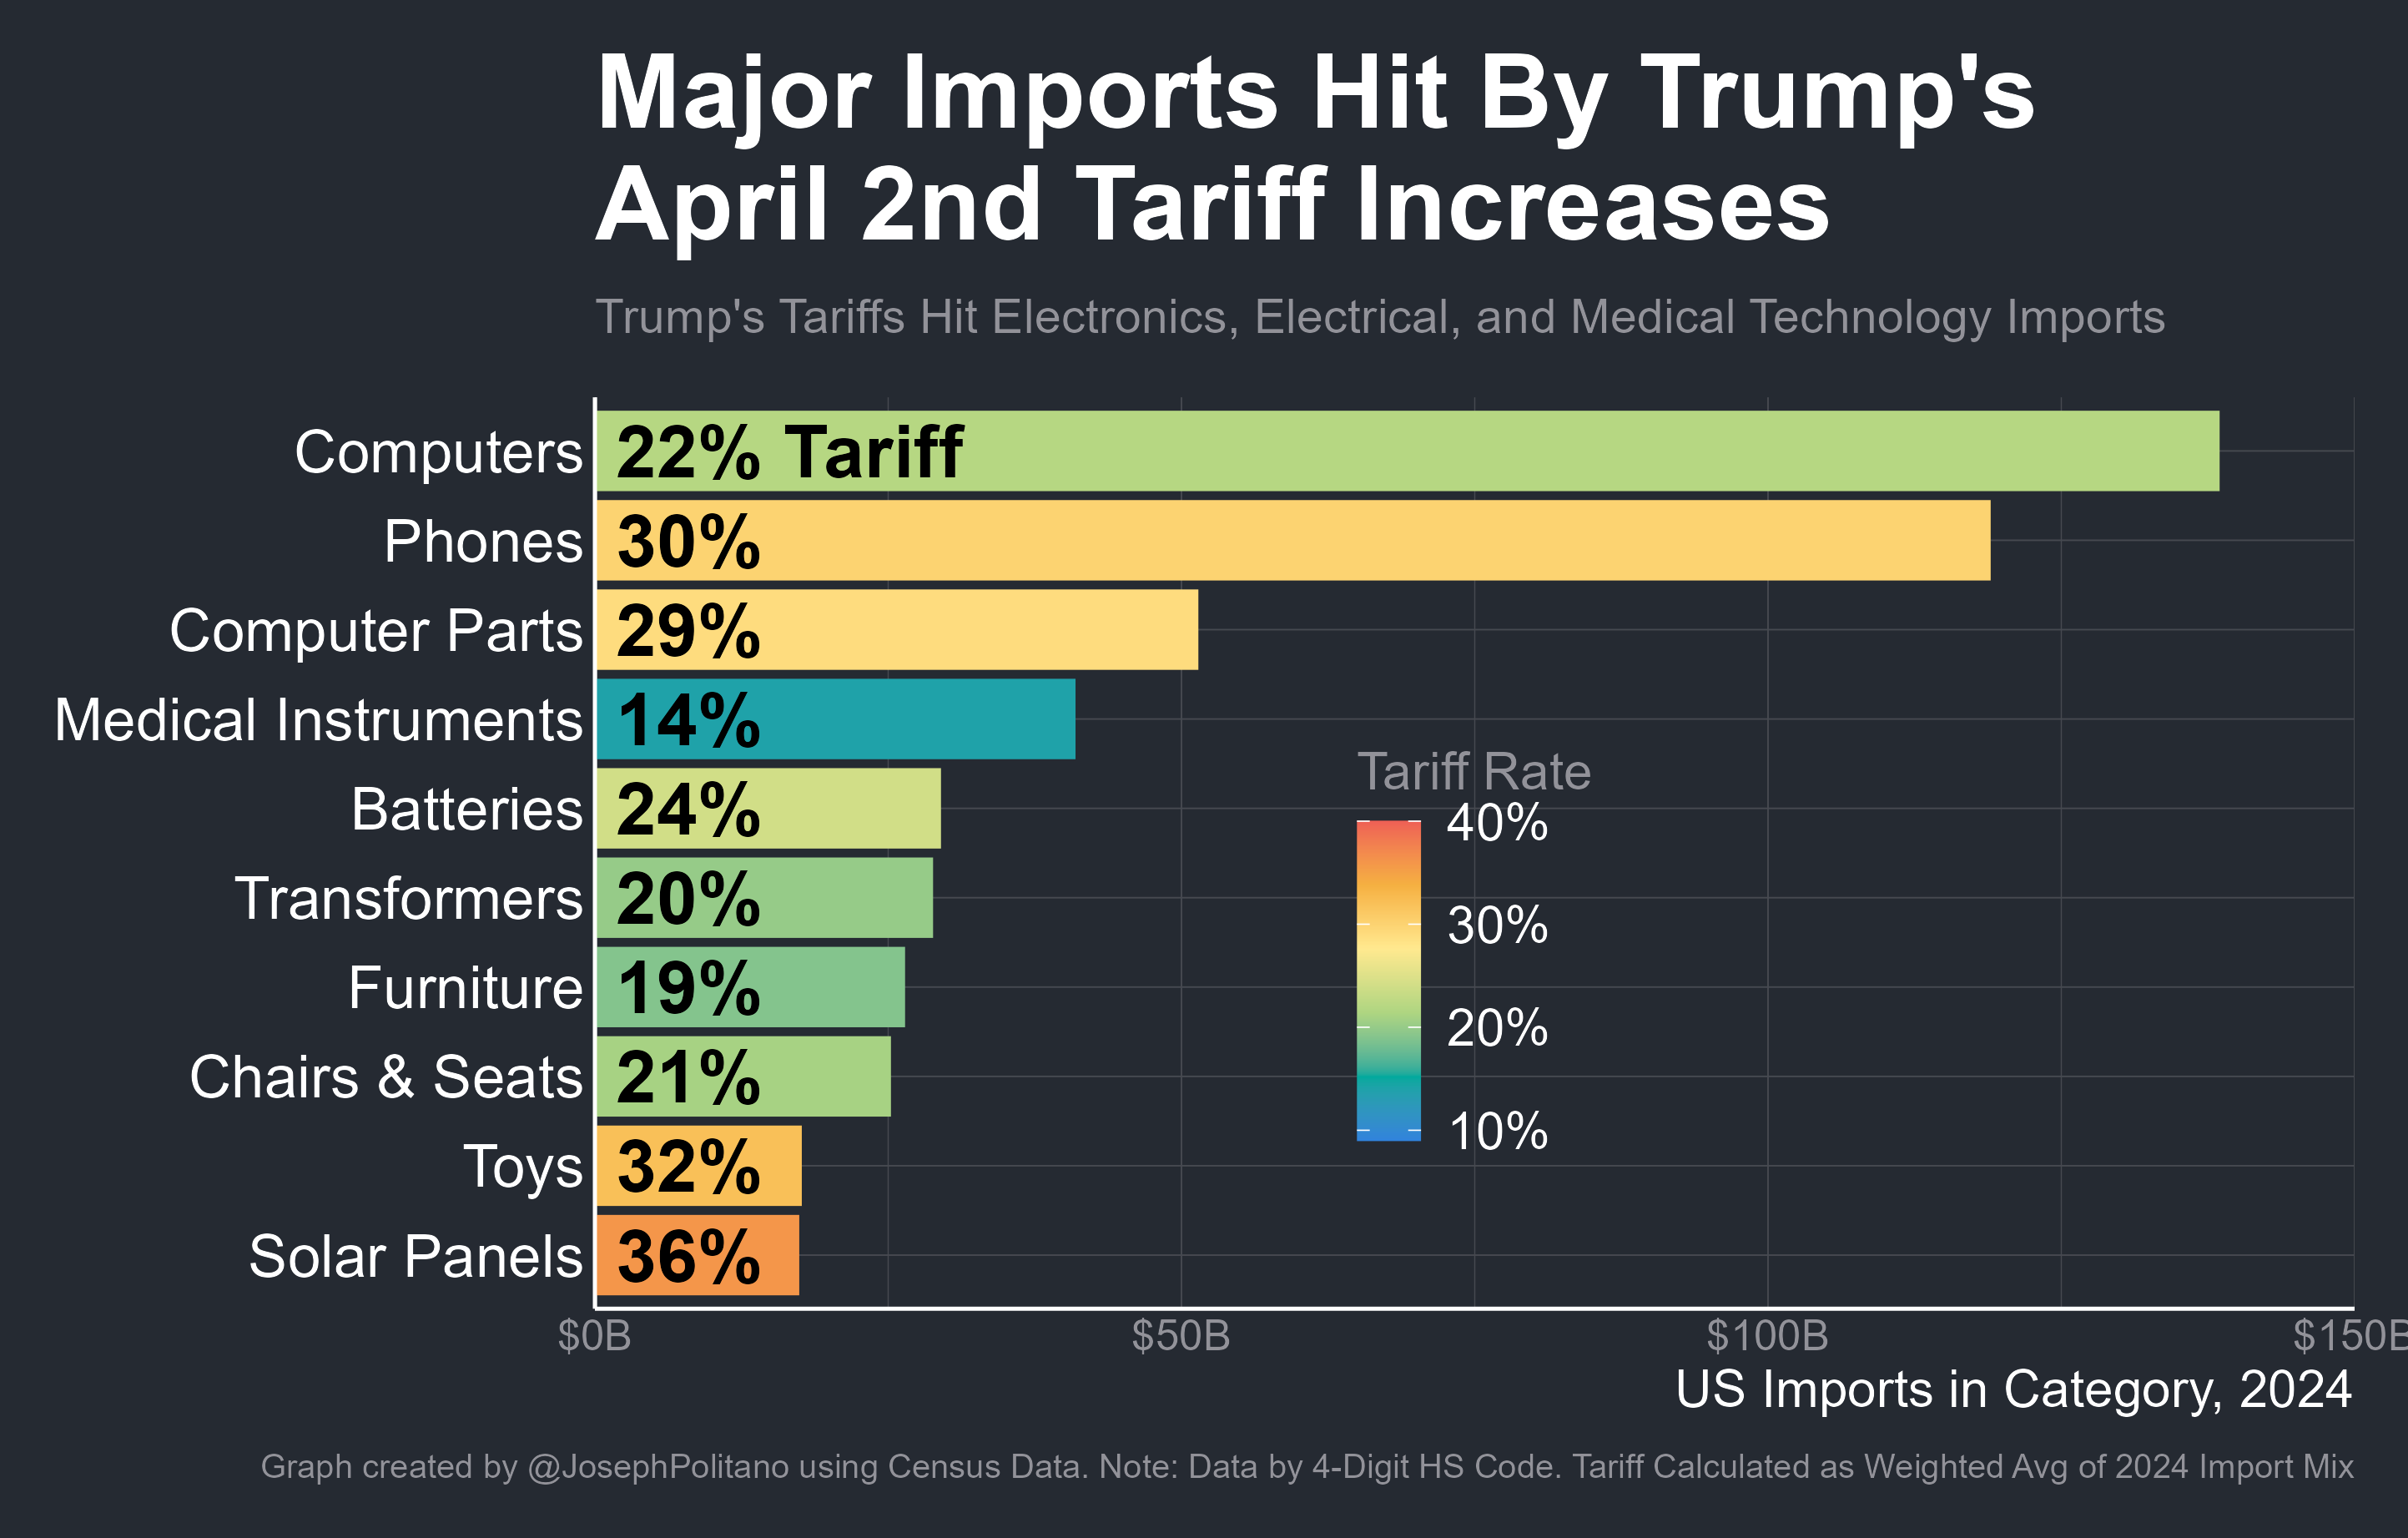 Major Imports Hit By Trump's
April 2nd Tariff Increases
Trump's Tariffs Hit Electronics, Electrical, and Medical Technology Imports
Computers 22% Tariff
Phones 30%
Computer Parts 29%
Medical Instruments 14%
Batteries 24%
Transformers 20%
Furniture 19%
Chairs & Seats 21%
Toys 32%
Solar Panels 36%
Tariff Rate
40%
30%
20%
10%
$0B $50B $100B $150B
US Imports in Category, 2024
Graph created by @JosephPolitano using Census Data. Note: Data by 4-Digit HS Code. Tariff Calculated as Weighted Avg of 2024 Import Mix